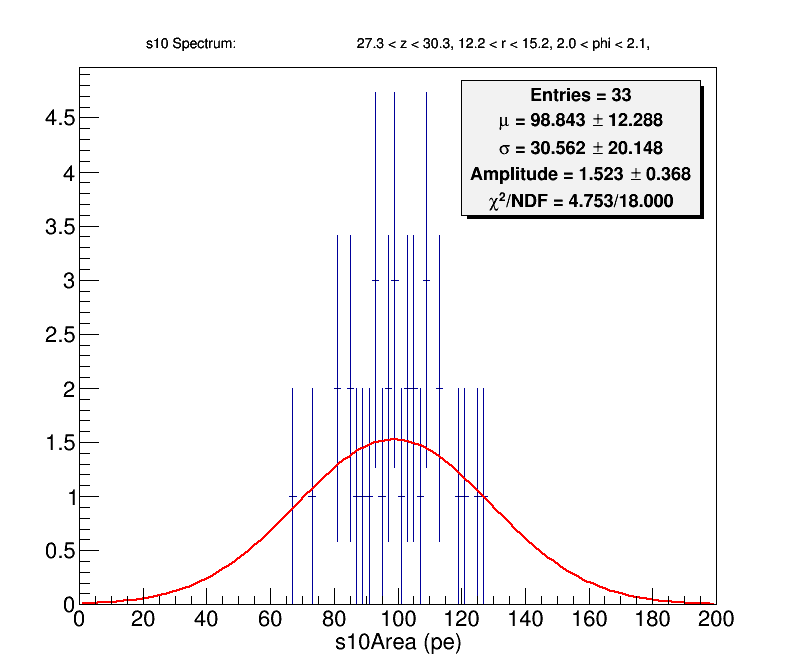 s10 Spectrum: 27.3 < z < 30.3, 12.2 < r < 15.2, 2.0 < phi < 2.1,
Entries = 33
μ = 98.843 ± 12.288
σ = 30.562 ± 20.148
Amplitude = 1.523 ± 0.368
χ²/NDF = 4.753/18.000
4.5
4
3.5
3
2.5
2
1.5
1
0.5
0
0 20 40 60 80 100 120 140 160 180 200
s10Area (pe)